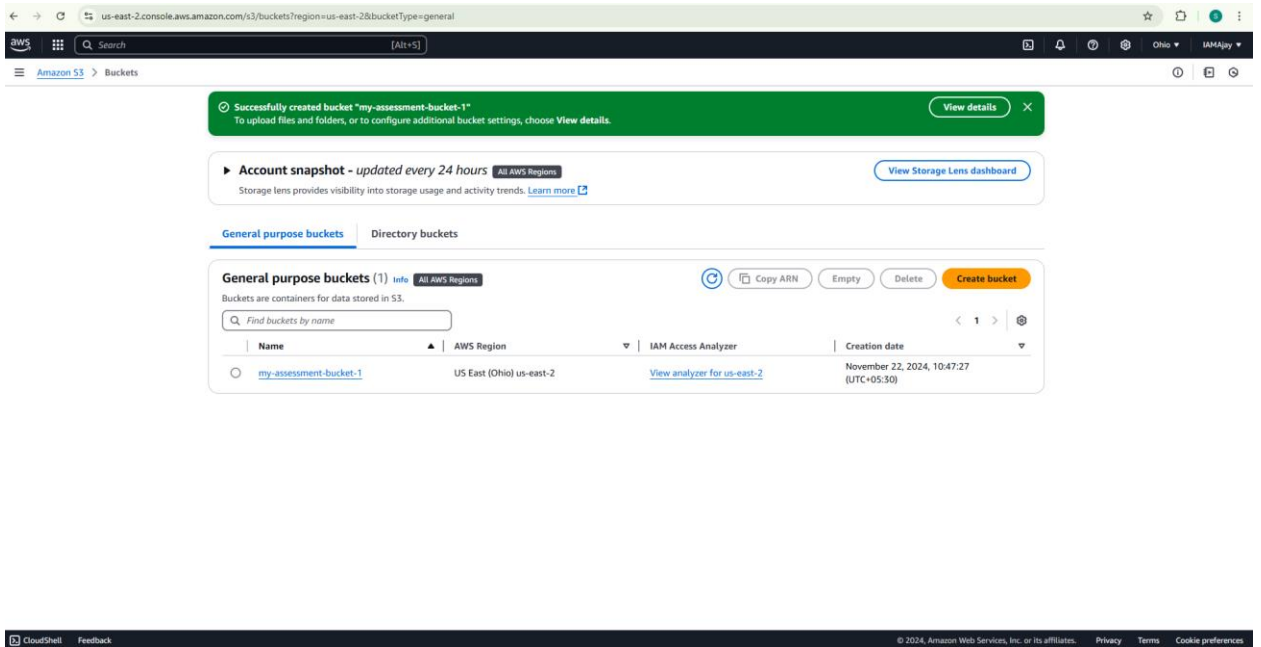 us-east-2.console.aws.amazon.com/s3/buckets?region=us-east-2&bucketType=general
S
aws Search [Alt+S] Ohio ▼ IAMAjay ▼
Amazon S3 > Buckets
Successfully created bucket "my-assessment-bucket-1" View details
To upload files and folders, or to configure additional bucket settings, choose View details.
Account snapshot - updated every 24 hours All AWS Regions View Storage Lens dashboard
Storage lens provides visibility into storage usage and activity trends. Learn more
General purpose buckets Directory buckets
General purpose buckets (1) Info All AWS Regions Copy ARN Empty Delete Create bucket
Buckets are containers for data stored in S3.
Find buckets by name < 1 >
Name ▲ AWS Region ▽ IAM Access Analyzer Creation date ▽
my-assessment-bucket-1 US East (Ohio) us-east-2 View analyzer for us-east-2 November 22, 2024, 10:47:27
(UTC+05:30)
CloudShell Feedback © 2024, Amazon Web Services, Inc. or its affiliates. Privacy Terms Cookie preferences